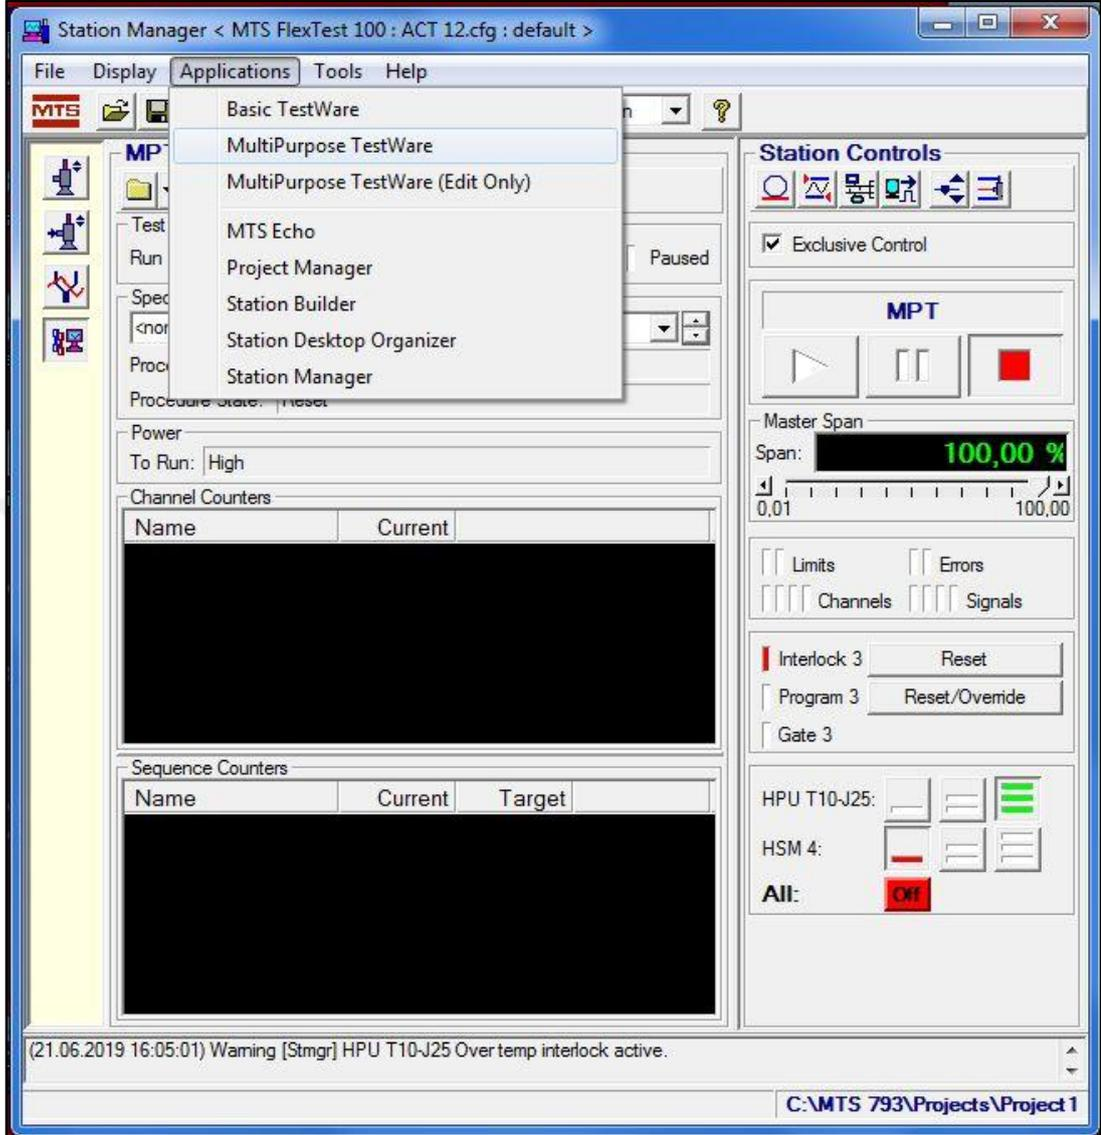 Station Manager < MTS FlexTest 100 : ACT 12.cfg : default >
File Display Applications Tools Help
MTS
Basic TestWare
MultiPurpose TestWare
MultiPurpose TestWare (Edit Only)
MTS Echo
Project Manager
Station Builder
Station Desktop Organizer
Station Manager
Test
Run
Paused
Power
To Run: High
Channel Counters
Name Current
Sequence Counters
Name Current Target
Station Controls
Exclusive Control
MPT
Master Span
Span: 100,00 %
0,01 100,00
Limits Errors
Channels Signals
Interlock 3 Reset
Program 3 Reset/Override
Gate 3
HPU T10-J25:
HSM 4:
All: Off
(21.06.2019 16:05:01) Warning [Stmgr] HPU T10-J25 Over temp interlock active.
C:\MTS 793\Projects\Project1